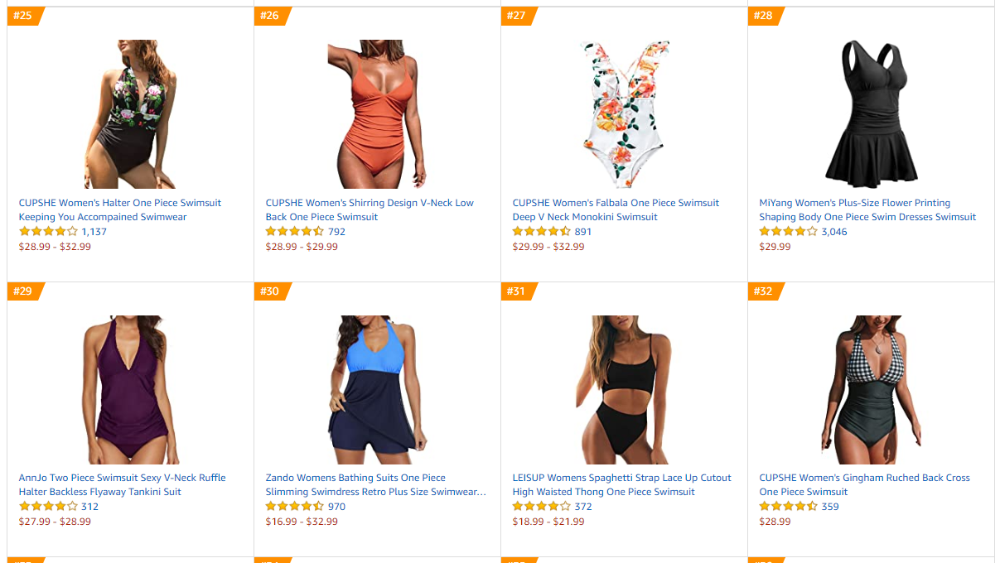 #25
#26
#27
#28
CUPSHE Women's Halter One Piece Swimsuit
Keeping You Accompained Swimwear
1,137
$28.99 - $32.99
CUPSHE Women's Shirring Design V-Neck Low
Back One Piece Swimsuit
792
$28.99 - $29.99
CUPSHE Women's Falbala One Piece Swimsuit
Deep V Neck Monokini Swimsuit
891
$29.99 - $32.99
MiYang Women's Plus-Size Flower Printing
Shaping Body One Piece Swim Dresses Swimsuit
3,046
$29.99
#29
#30
#31
#32
AnnJo Two Piece Swimsuit Sexy V-Neck Ruffle
Halter Backless Flyaway Tankini Suit
312
$27.99 - $28.99
Zando Womens Bathing Suits One Piece
Slimming Swimdress Retro Plus Size Swimwear…
970
$16.99 - $32.99
LEISUP Womens Spaghetti Strap Lace Up Cutout
High Waisted Thong One Piece Swimsuit
372
$18.99 - $21.99
CUPSHE Women's Gingham Ruched Back Cross
One Piece Swimsuit
359
$28.99